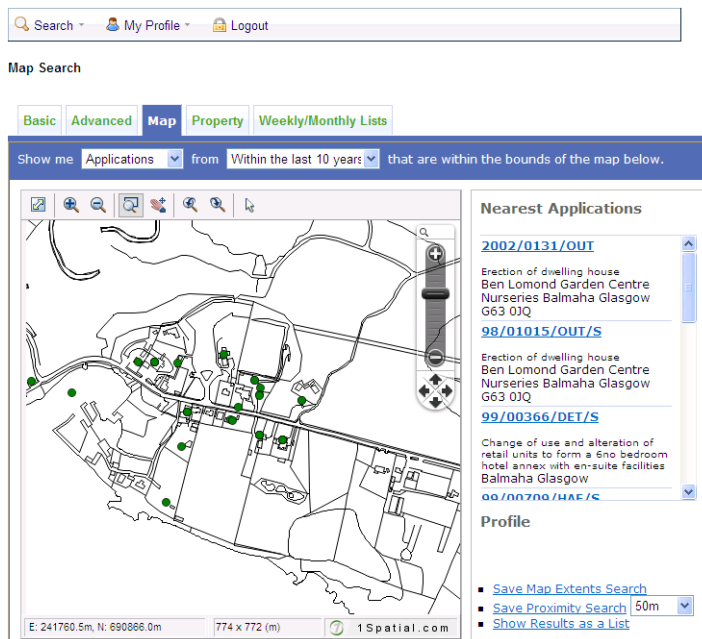 Search My Profile Logout
Map Search
Basic Advanced Map Property Weekly/Monthly Lists
Show me Applications from Within the last 10 years that are within the bounds of the map below.
Nearest Applications
2002/0131/OUT
Erection of dwelling house
Ben Lomond Garden Centre
Nurseries Balmaha Glasgow
G63 0JQ
98/01015/OUT/S
Erection of dwelling house
Ben Lomond Garden Centre
Nurseries Balmaha Glasgow
G63 0JQ
99/00366/DET/S
Change of use and alteration of
retail units to form a 6no bedroom
hotel annex with en-suite facilities
Balmaha Glasgow
99/00709/HAE/S
Profile
Save Map Extents Search
Save Proximity Search 50m
Show Results as a List
E: 241760.5m, N: 690866.0m 774 x 772 (m) 1Spatial.com